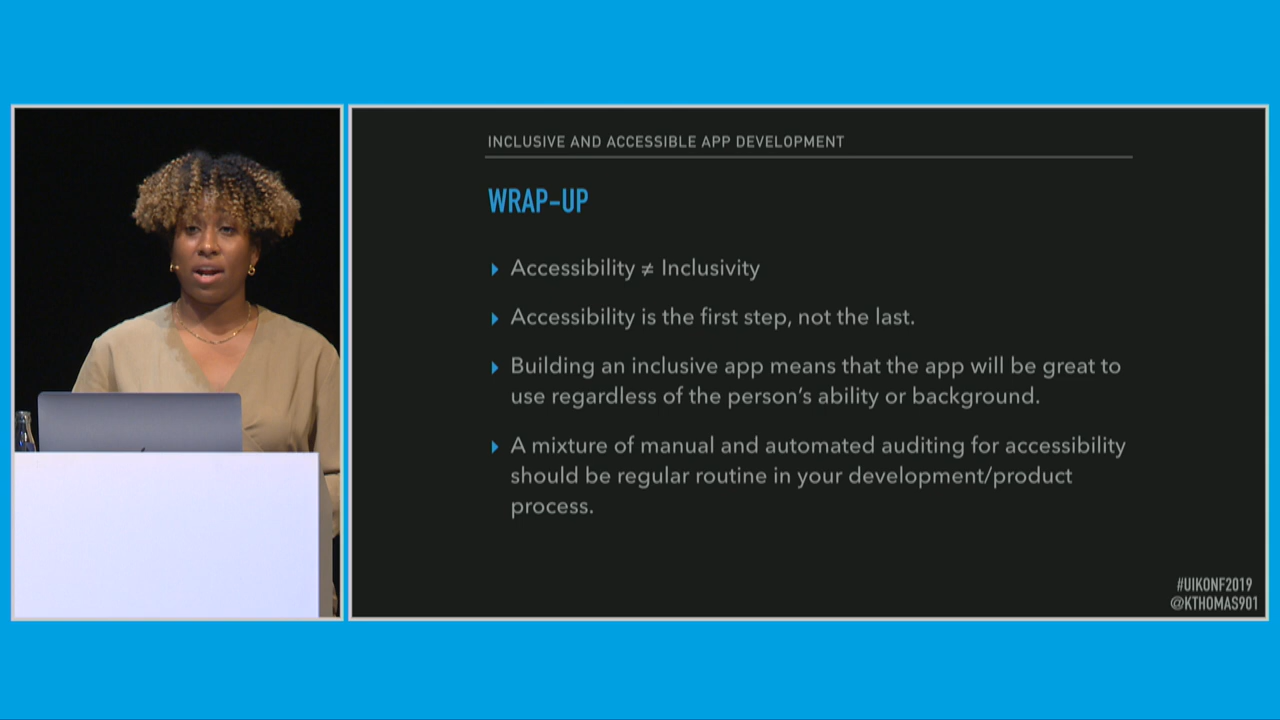 INCLUSIVE AND ACCESSIBLE APP DEVELOPMENT
WRAP-UP
Accessibility ≠ Inclusivity
Accessibility is the first step, not the last.
Building an inclusive app means that the app will be great to
use regardless of the person’s ability or background.
A mixture of manual and automated auditing for accessibility
should be regular routine in your development/product
process.
#UIKONF2019
@KTHOMAS901